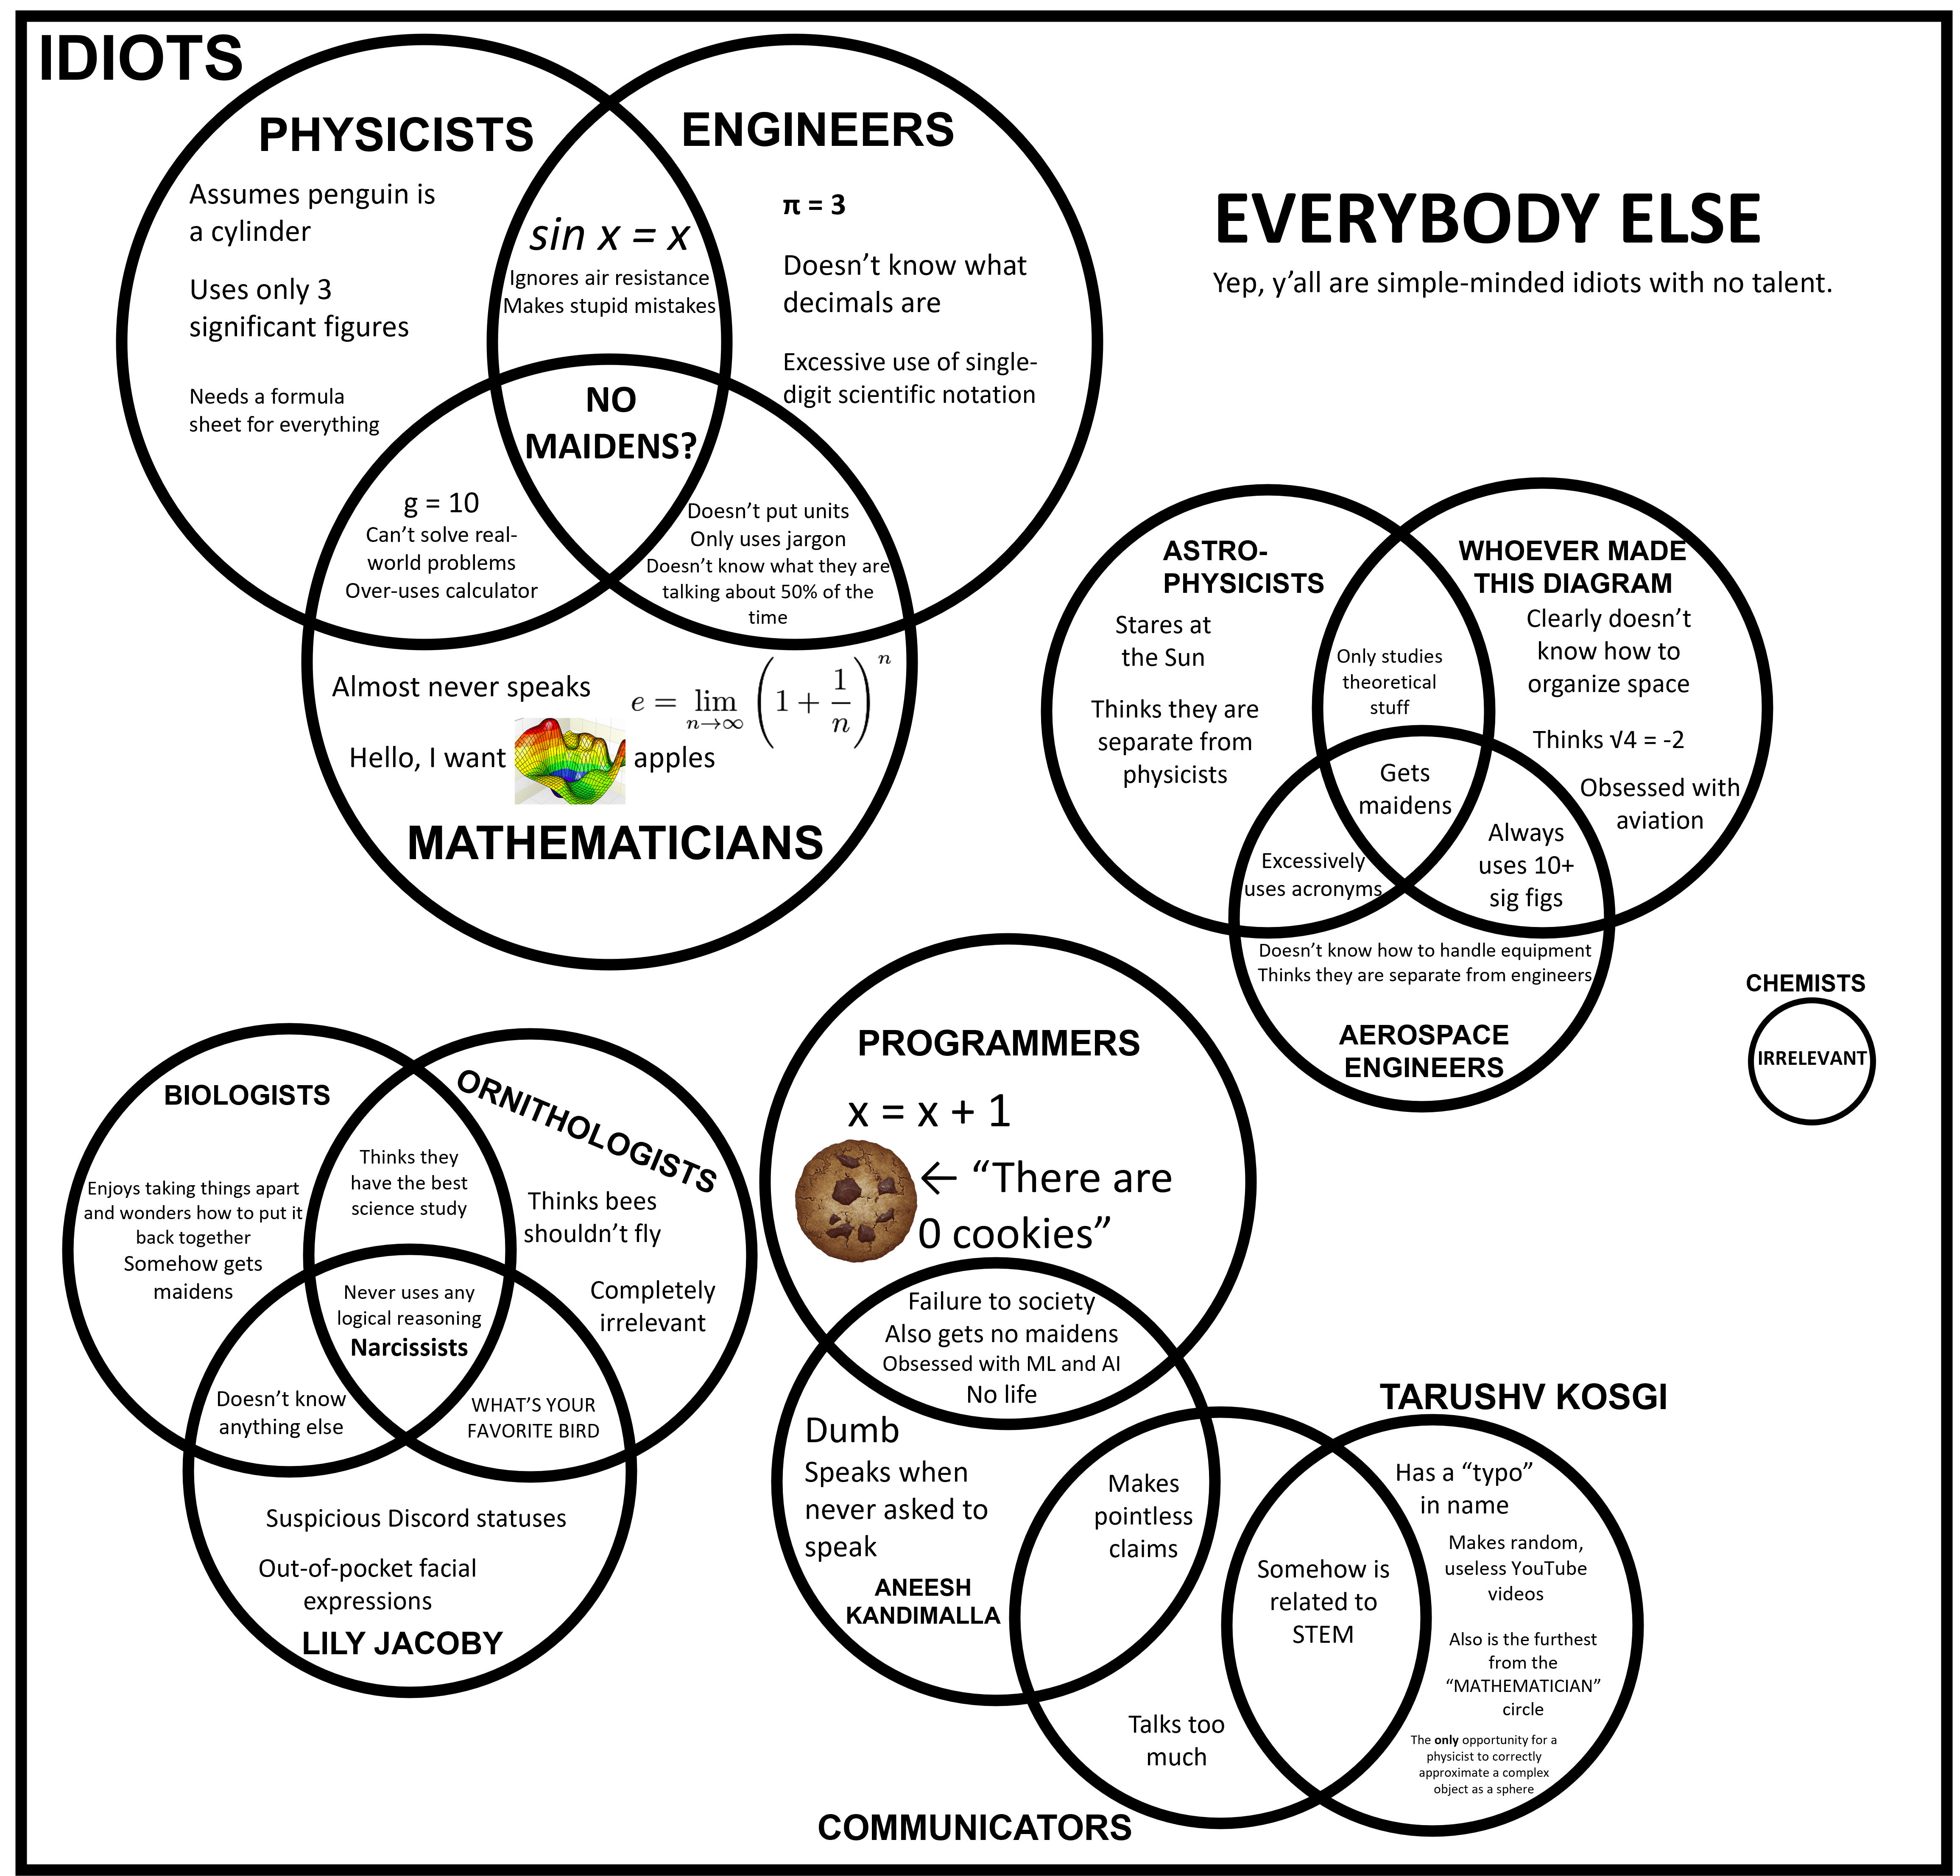 IDIOTS
PHYSICISTS
Assumes penguin is
a cylinder
Uses only 3
significant figures
Needs a formula
sheet for everything
sin x = x
Ignores air resistance
Makes stupid mistakes
ENGINEERS
π = 3
Doesn’t know what
decimals are
Excessive use of single-
digit scientific notation
NO
MAIDENS?
g = 10
Can’t solve real-
world problems
Over-uses calculator
Doesn’t put units
Only uses jargon
Doesn’t know what they are
talking about 50% of the
time
Almost never speaks
e = lim n→∞ (1 + 1/n)^n
Hello, I want apples
MATHEMATICIANS
EVERYBODY ELSE
Yep, y’all are simple-minded idiots with no talent.
ASTRO-
PHYSICISTS
Stares at
the Sun
Thinks they are
separate from
physicists
Only studies
theoretical
stuff
WHOEVER MADE
THIS DIAGRAM
Clearly doesn’t
know how to
organize space
Thinks √4 = -2
Obsessed with
aviation
Gets
maidens
Excessively
uses acronyms
Always
uses 10+
sig figs
Doesn’t know how to handle equipment
Thinks they are separate from engineers
AEROSPACE
ENGINEERS
CHEMISTS
IRRELEVANT
BIOLOGISTS
Enjoys taking things apart
and wonders how to put it
back together
Somehow gets
maidens
Thinks they
have the best
science study
ORNITHOLOGISTS
Thinks bees
shouldn’t fly
Completely
irrelevant
Never uses any
logical reasoning
Narcissists
Doesn’t know
anything else
WHAT’S YOUR
FAVORITE BIRD
Suspicious Discord statuses
Out-of-pocket facial
expressions
LILY JACOBY
PROGRAMMERS
x = x + 1
← “There are
0 cookies”
Failure to society
Also gets no maidens
Obsessed with ML and AI
No life
Dumb
Speaks when
never asked to
speak
ANEESH
KANDIMALLA
Makes
pointless
claims
Talks too
much
COMMUNICATORS
Somehow is
related to
STEM
TARUSHV KOSGI
Has a “typo”
in name
Makes random,
useless YouTube
videos
Also is the furthest
from the
“MATHEMATICIAN”
circle
The only opportunity for a
physicist to correctly
approximate a complex
object as a sphere